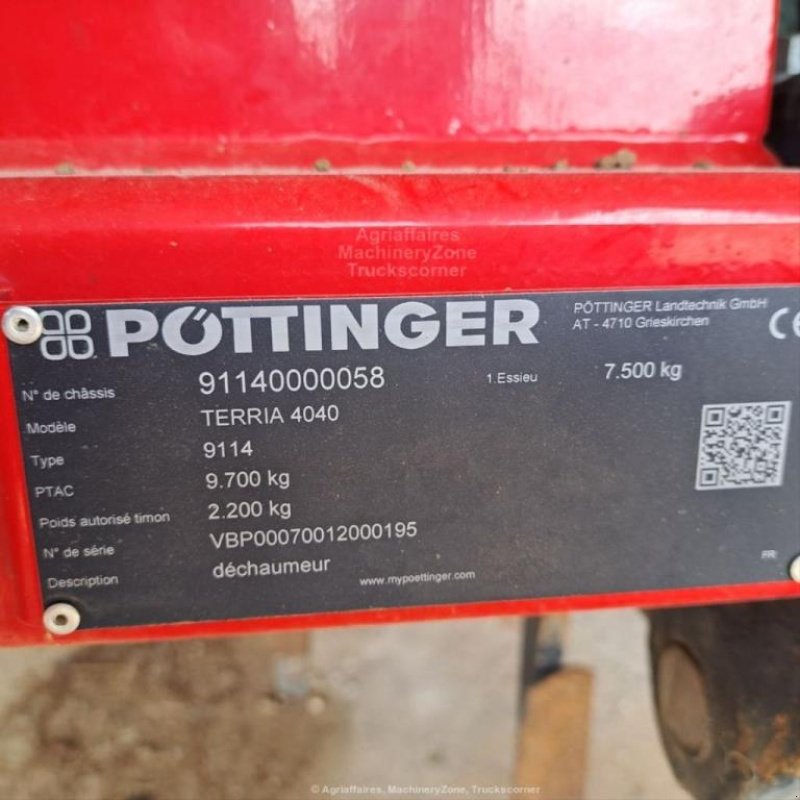 Agriaffaires
MachineryZone
Truckscorner
PÖTTINGER
PÖTTINGER Landtechnik GmbH
AT - 4710 Grieskirchen
CE
N° de châssis 91140000058 1.Essieu 7.500 kg
Modèle TERRIA 4040
Type 9114
PTAC 9.700 kg
Poids autorisé timon 2.200 kg
N° de série VBP00070012000195
Description déchaumeur
www.mypoettinger.com
FR
© Agriaffaires, MachineryZone, Truckscorner